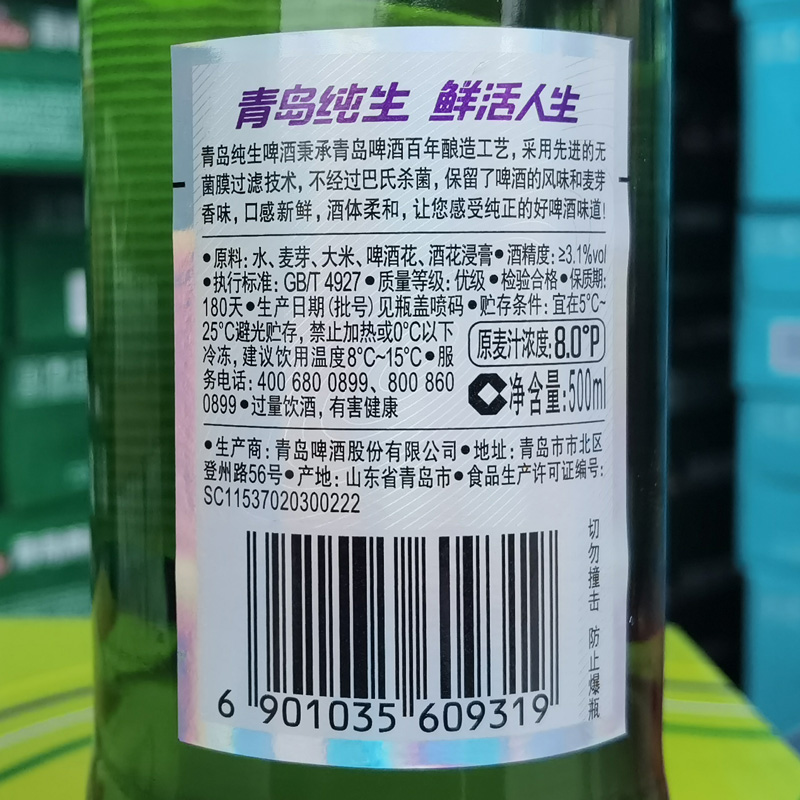 青岛纯生 鲜活人生
青岛纯生啤酒秉承青岛啤酒百年酿造工艺,采用先进的无
菌膜过滤技术,不经过巴氏杀菌,保留了啤酒的风味和麦芽
香味,口感新鲜,酒体柔和,让您感受纯正的好啤酒味道!
•原料:水、麦芽、大米、啤酒花、酒花浸膏•酒精度:≥3.1%vol
•执行标准:GB/T 4927•质量等级:优级•检验合格•保质期:
180天•生产日期(批号)见瓶盖喷码•贮存条件:宜在5°C~
25°C避光贮存,禁止加热或0°C以下
冷冻,建议饮用温度8°C~15°C•服
务电话:400 680 0899、800 860
0899•过量饮酒,有害健康
原麦汁浓度:8.0°P
净含量:500ml
•生产商:青岛啤酒股份有限公司•地址:青岛市市北区
登州路56号•产地:山东省青岛市•食品生产许可证编号:
SC11537020300222
切勿撞击 防止爆瓶
6 901035 609319